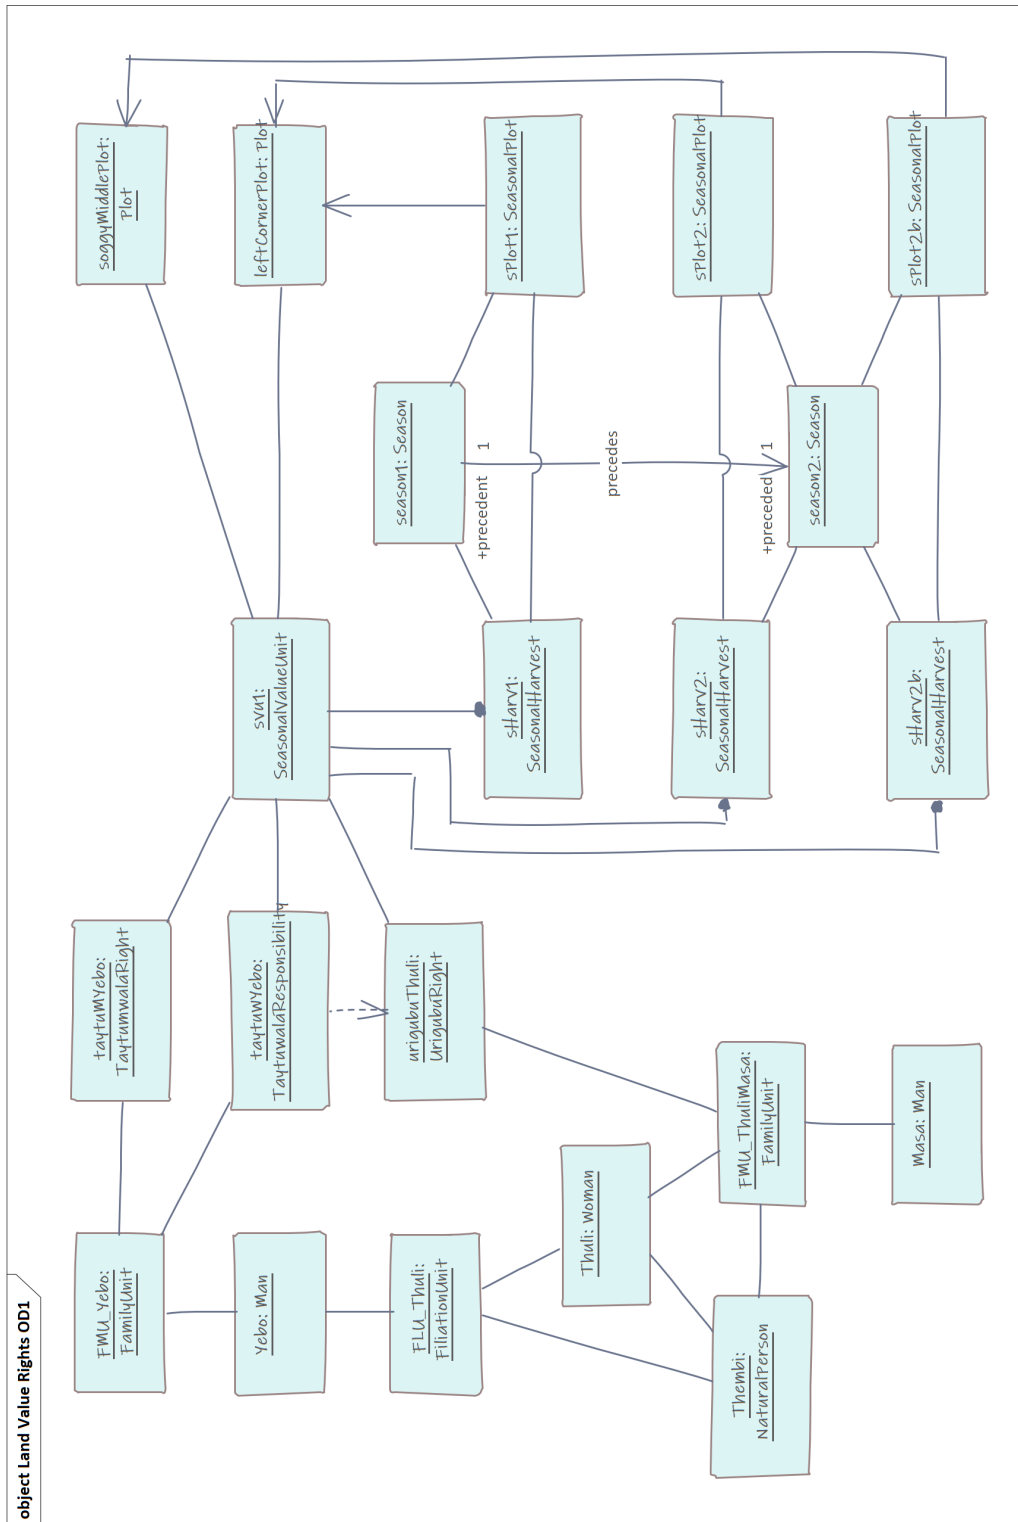 object Land Value Rights OD1
FMU_Yebo:
FamilyUnit
Yebo: Man
FLU_Thuli:
FiliationUnit
Thuli: Woman
Thembi:
NaturalPerson
FMU_ThuliMasa:
FamilyUnit
Masa: Man
taytuMYebo:
TaytumwalaRight
taytuWYebo:
TaytuwalaResponsibility
urigubuThuli:
UrigubuRight
svu1:
SeasonalValueUnit
sHarv1:
SeasonalHarvest
sHarv2:
SeasonalHarvest
sHarv2b:
SeasonalHarvest
season1: Season
+precedent
1
precedes
+preceded
1
season2: Season
soggyMiddlePlot:
Plot
leftCornerPlot: Plot
sPlot1: SeasonalPlot
sPlot2: SeasonalPlot
sPlot2b: SeasonalPlot